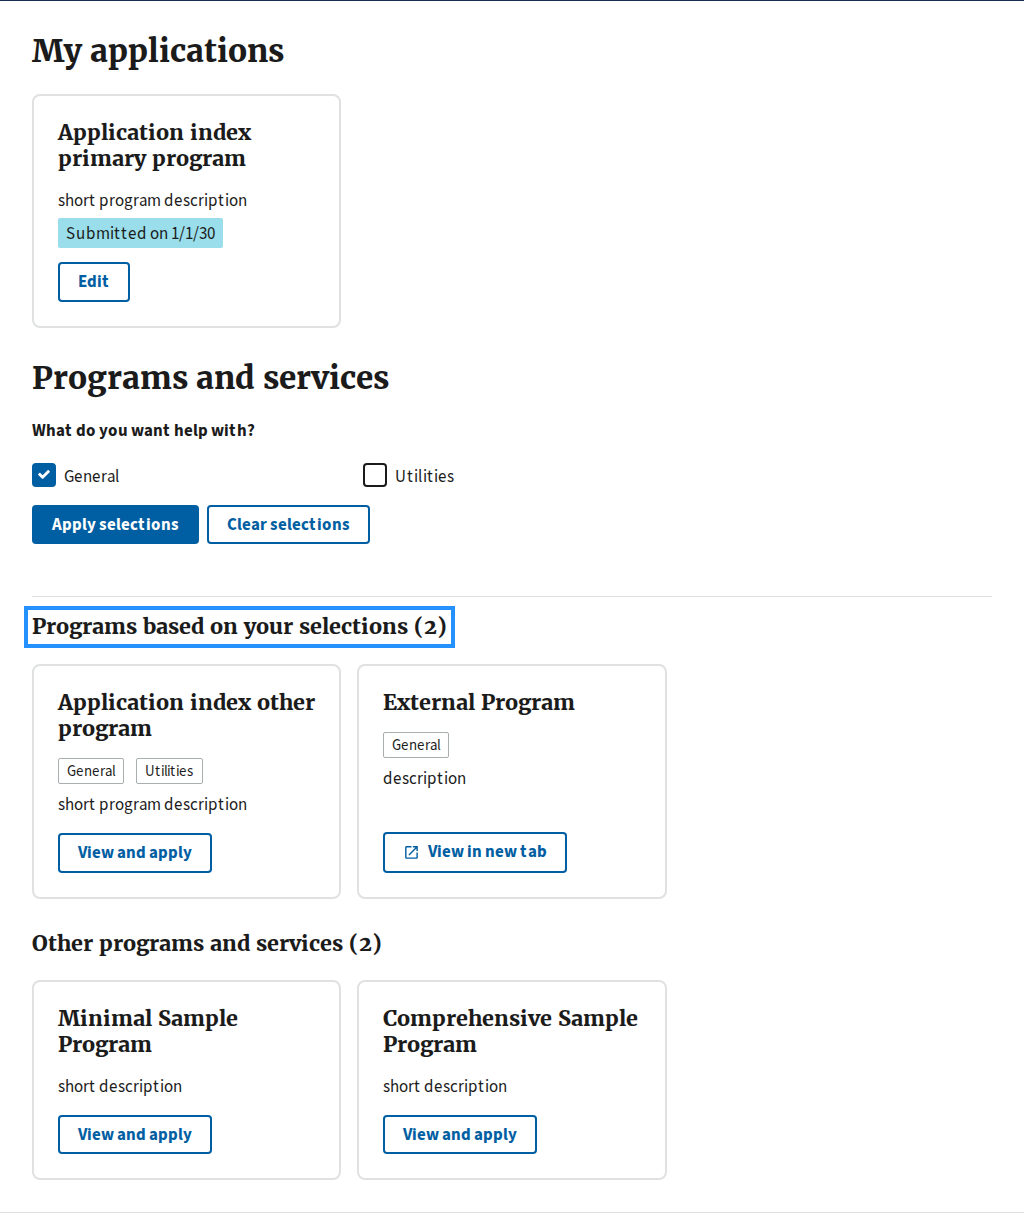 My applications
Application index
primary program
short program description
Submitted on 1/1/30
Edit
Programs and services
What do you want help with?
General
Utilities
Apply selections
Clear selections
Programs based on your selections (2)
Application index other
program
General
Utilities
short program description
View and apply
External Program
General
description
View in new tab
Other programs and services (2)
Minimal Sample
Program
short description
View and apply
Comprehensive Sample
Program
short description
View and apply